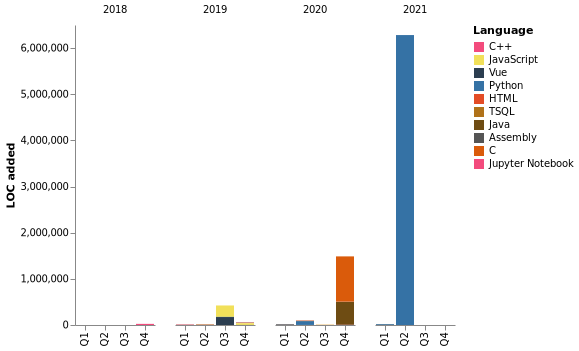 2018 2019 2020 2021
LOC added
6,000,000
5,000,000
4,000,000
3,000,000
2,000,000
1,000,000
0
Q1 Q2 Q3 Q4 Q1 Q2 Q3 Q4 Q1 Q2 Q3 Q4 Q1 Q2 Q3 Q4
Language
C++
JavaScript
Vue
Python
HTML
TSQL
Java
Assembly
C
Jupyter Notebook